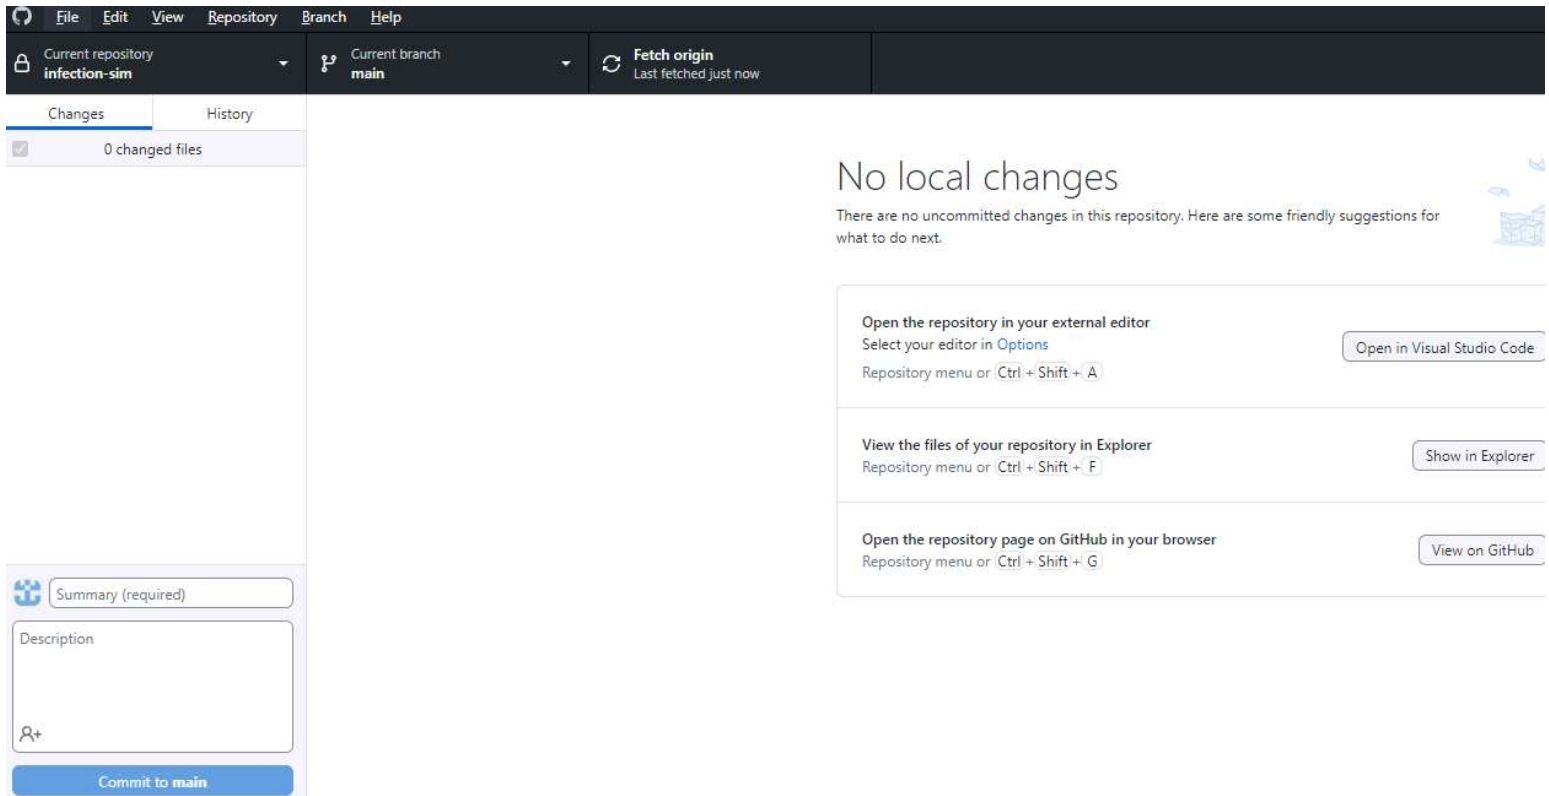 File Edit View Repository Branch Help
Current repository
infection-sim
Current branch
main
Fetch origin
Last fetched just now
Changes History
0 changed files
No local changes
There are no uncommitted changes in this repository. Here are some friendly suggestions for
what to do next.
Open the repository in your external editor
Select your editor in Options
Repository menu or Ctrl + Shift + A
Open in Visual Studio Code
View the files of your repository in Explorer
Repository menu or Ctrl + Shift + F
Show in Explorer
Open the repository page on GitHub in your browser
Repository menu or Ctrl + Shift + G
View on GitHub
Summary (required)
Description
Commit to main